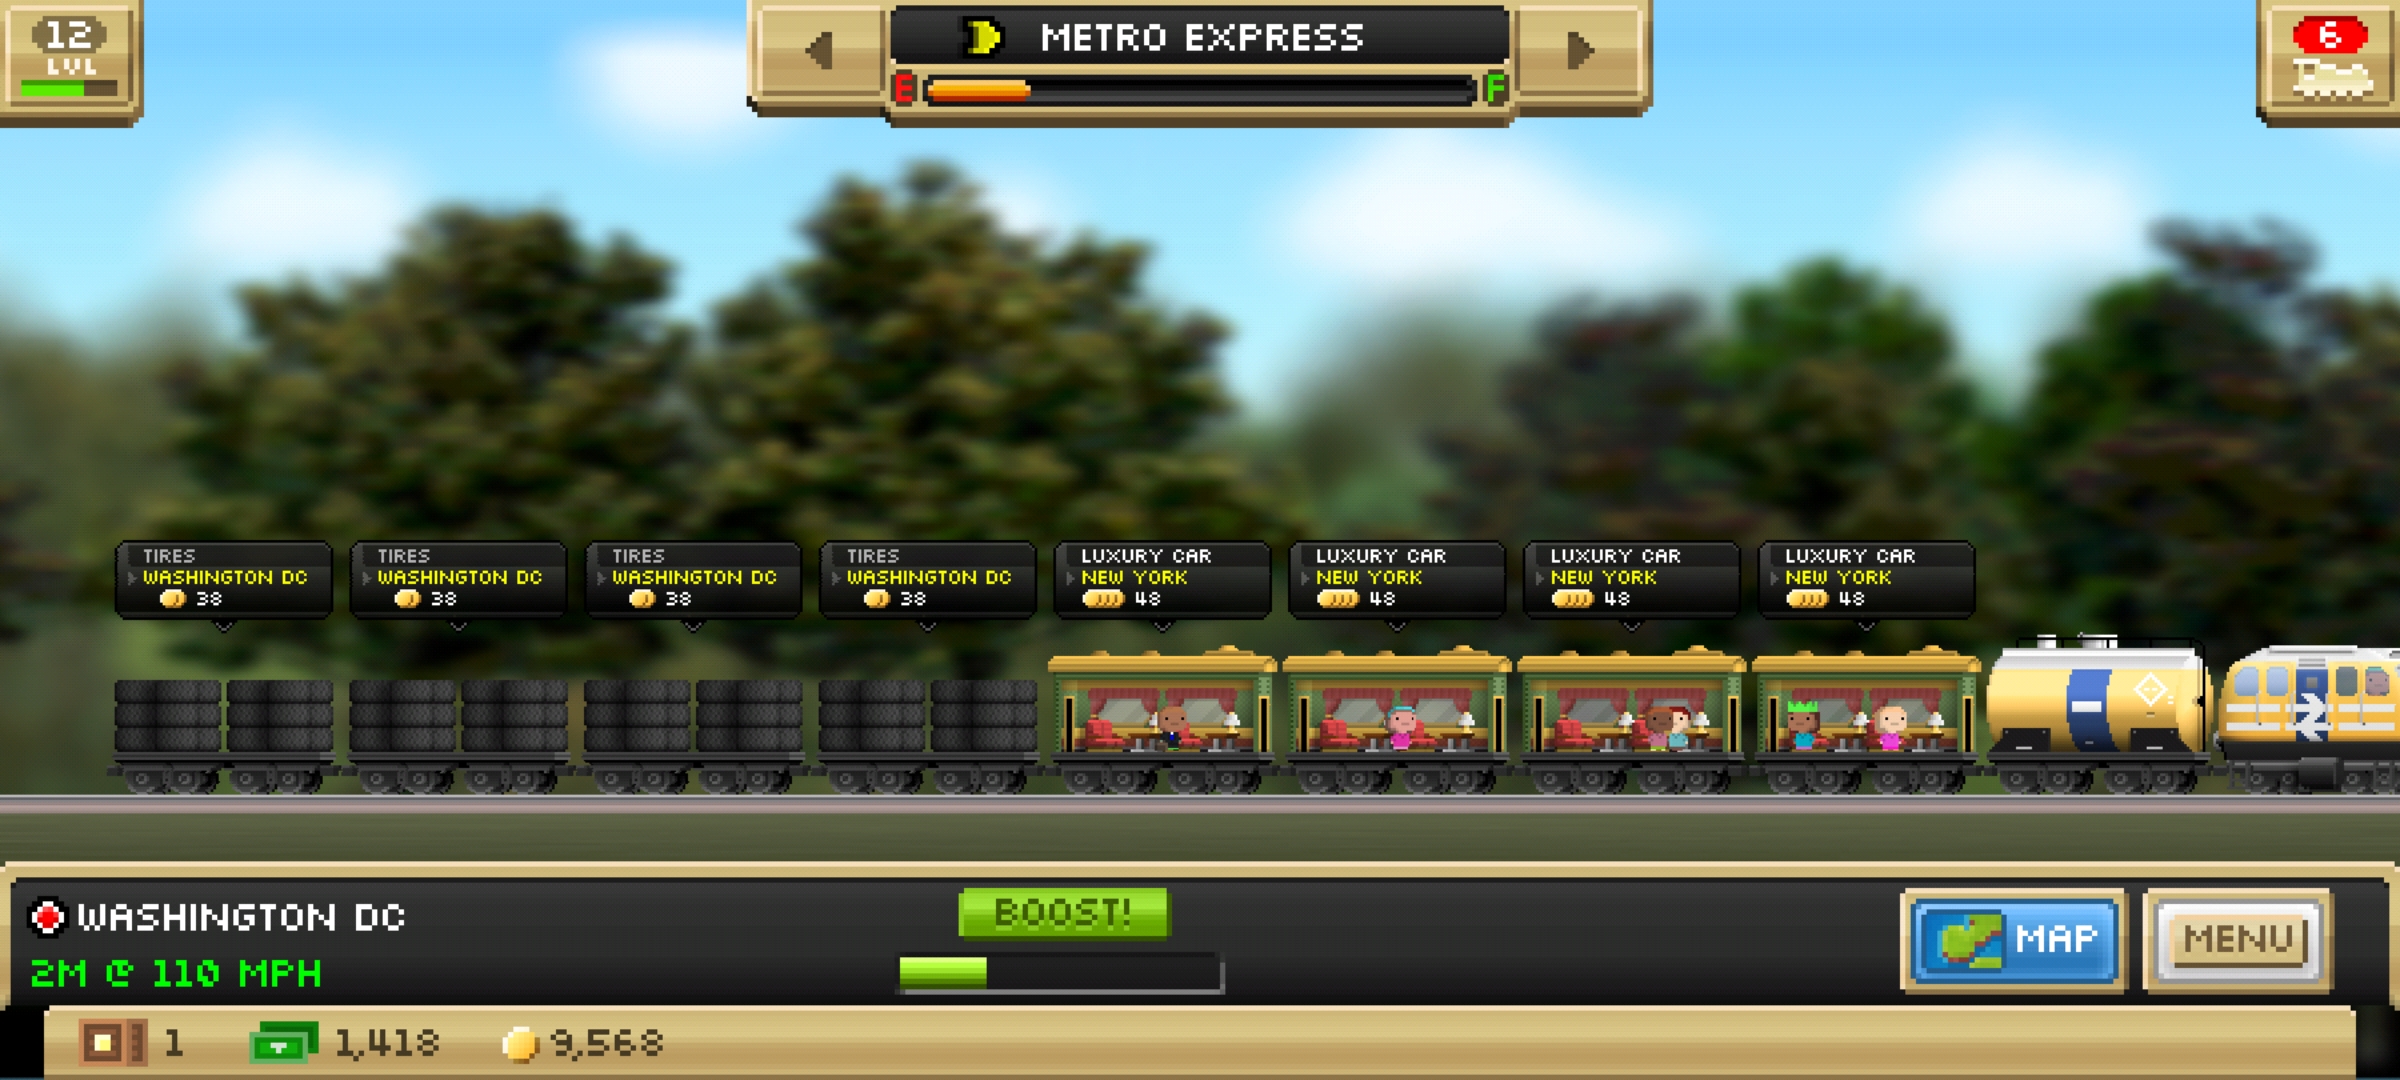 12
LVL
METRO EXPRESS
E F
6
TIRES
WASHINGTON DC
38
TIRES
WASHINGTON DC
38
TIRES
WASHINGTON DC
38
TIRES
WASHINGTON DC
38
LUXURY CAR
NEW YORK
48
LUXURY CAR
NEW YORK
48
LUXURY CAR
NEW YORK
48
LUXURY CAR
NEW YORK
48
WASHINGTON DC
2M @ 110 MPH
BOOST!
MAP
MENU
1 1,418 9,568